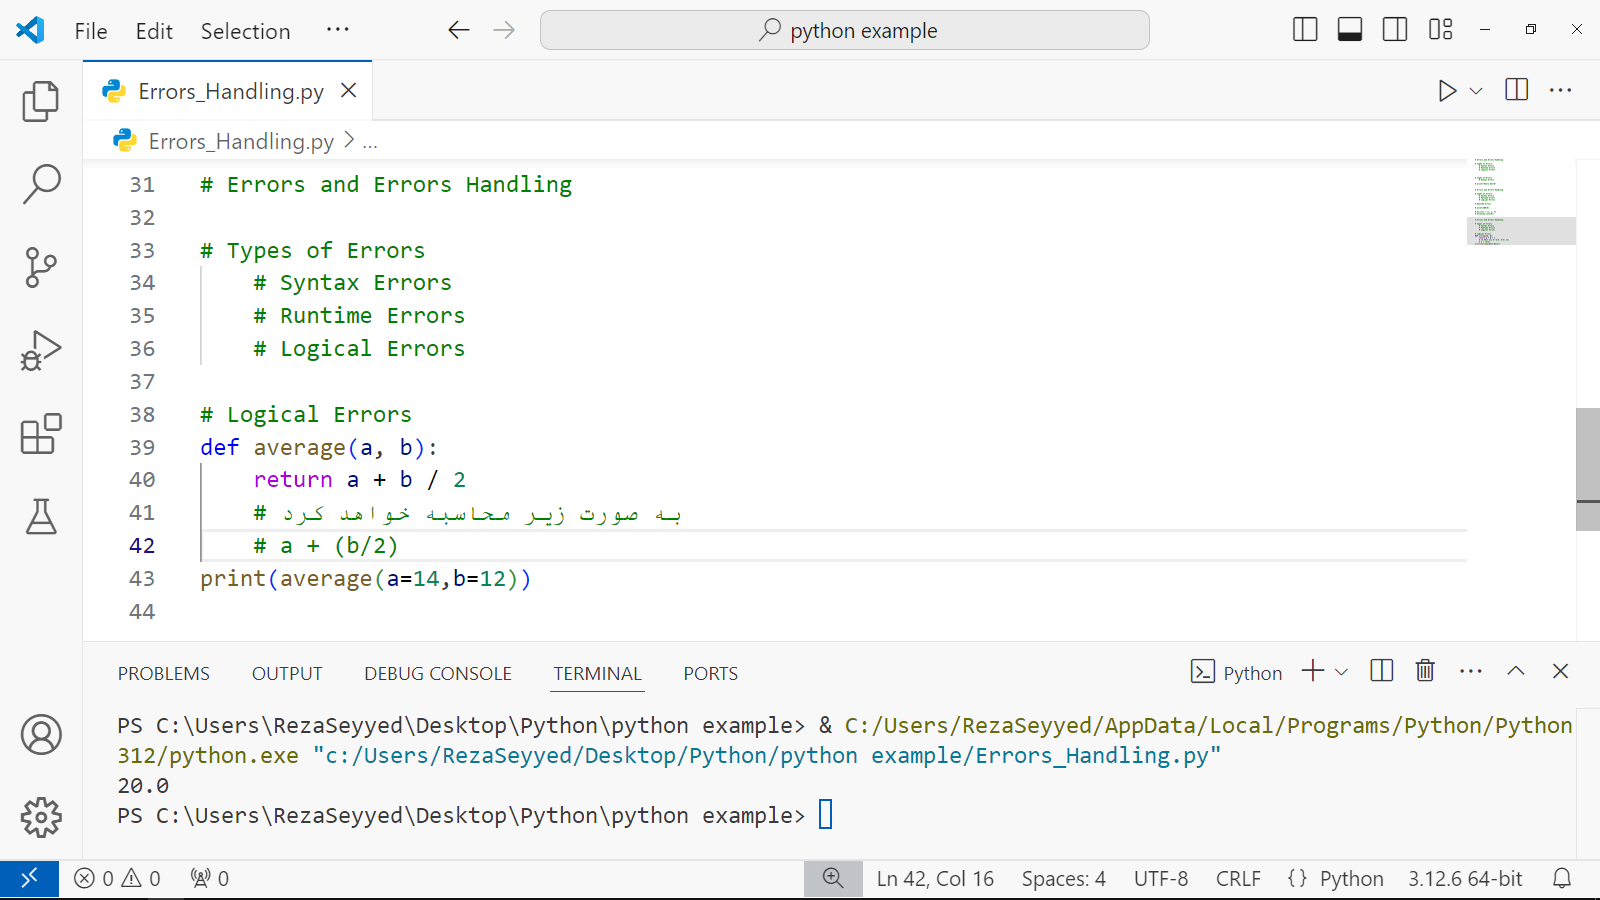 File Edit Selection ··· python example
Errors_Handling.py
Errors_Handling.py > ...
31 # Errors and Errors Handling
32
33 # Types of Errors
34 # Syntax Errors
35 # Runtime Errors
36 # Logical Errors
37
38 # Logical Errors
39 def average(a, b):
40 return a + b / 2
41 # به صورت زیر محاسبه خواهد کرد
42 # a + (b/2)
43 print(average(a=14,b=12))
44
PROBLEMS OUTPUT DEBUG CONSOLE TERMINAL PORTS Python
PS C:\Users\RezaSeyyed\Desktop\Python\python example> & C:/Users/RezaSeyyed/AppData/Local/Programs/Python/Python
312/python.exe "c:/Users/RezaSeyyed/Desktop/Python/python example/Errors_Handling.py"
20.0
PS C:\Users\RezaSeyyed\Desktop\Python\python example>
0 0 0 Ln 42, Col 16 Spaces: 4 UTF-8 CRLF {} Python 3.12.6 64-bit